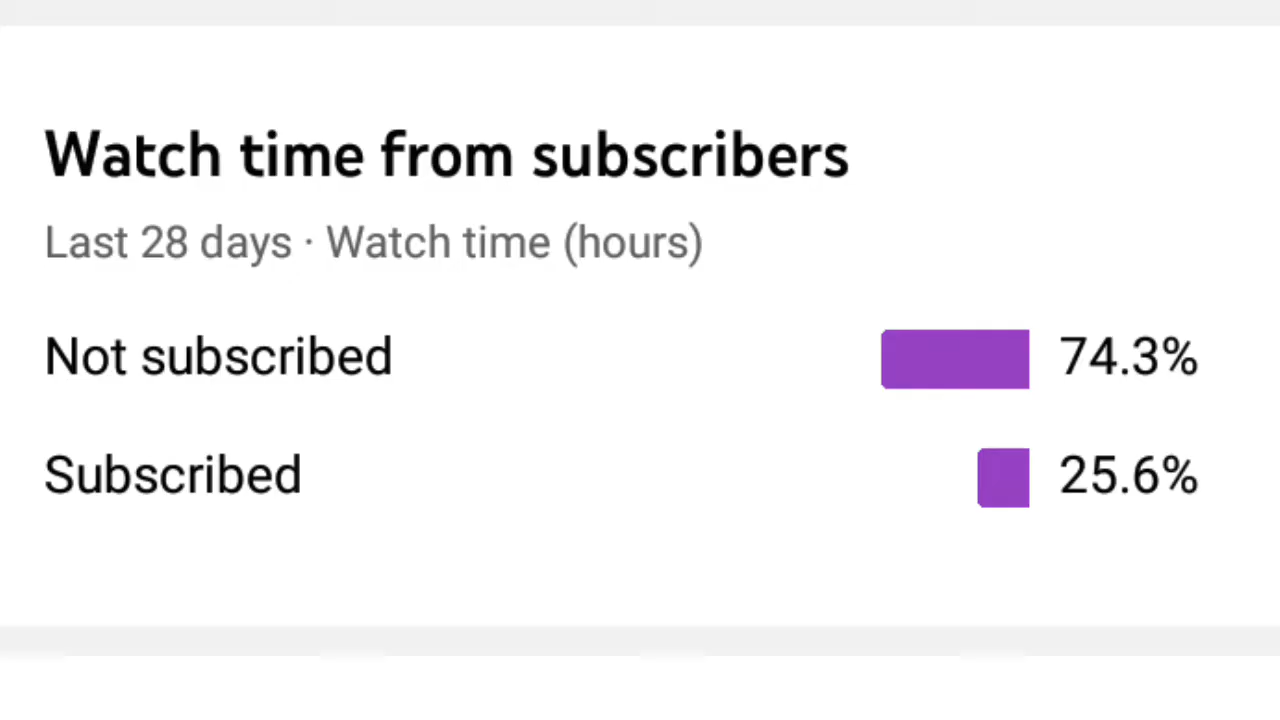 Watch time from subscribers
Last 28 days · Watch time (hours)
Not subscribed 74.3%
Subscribed 25.6%